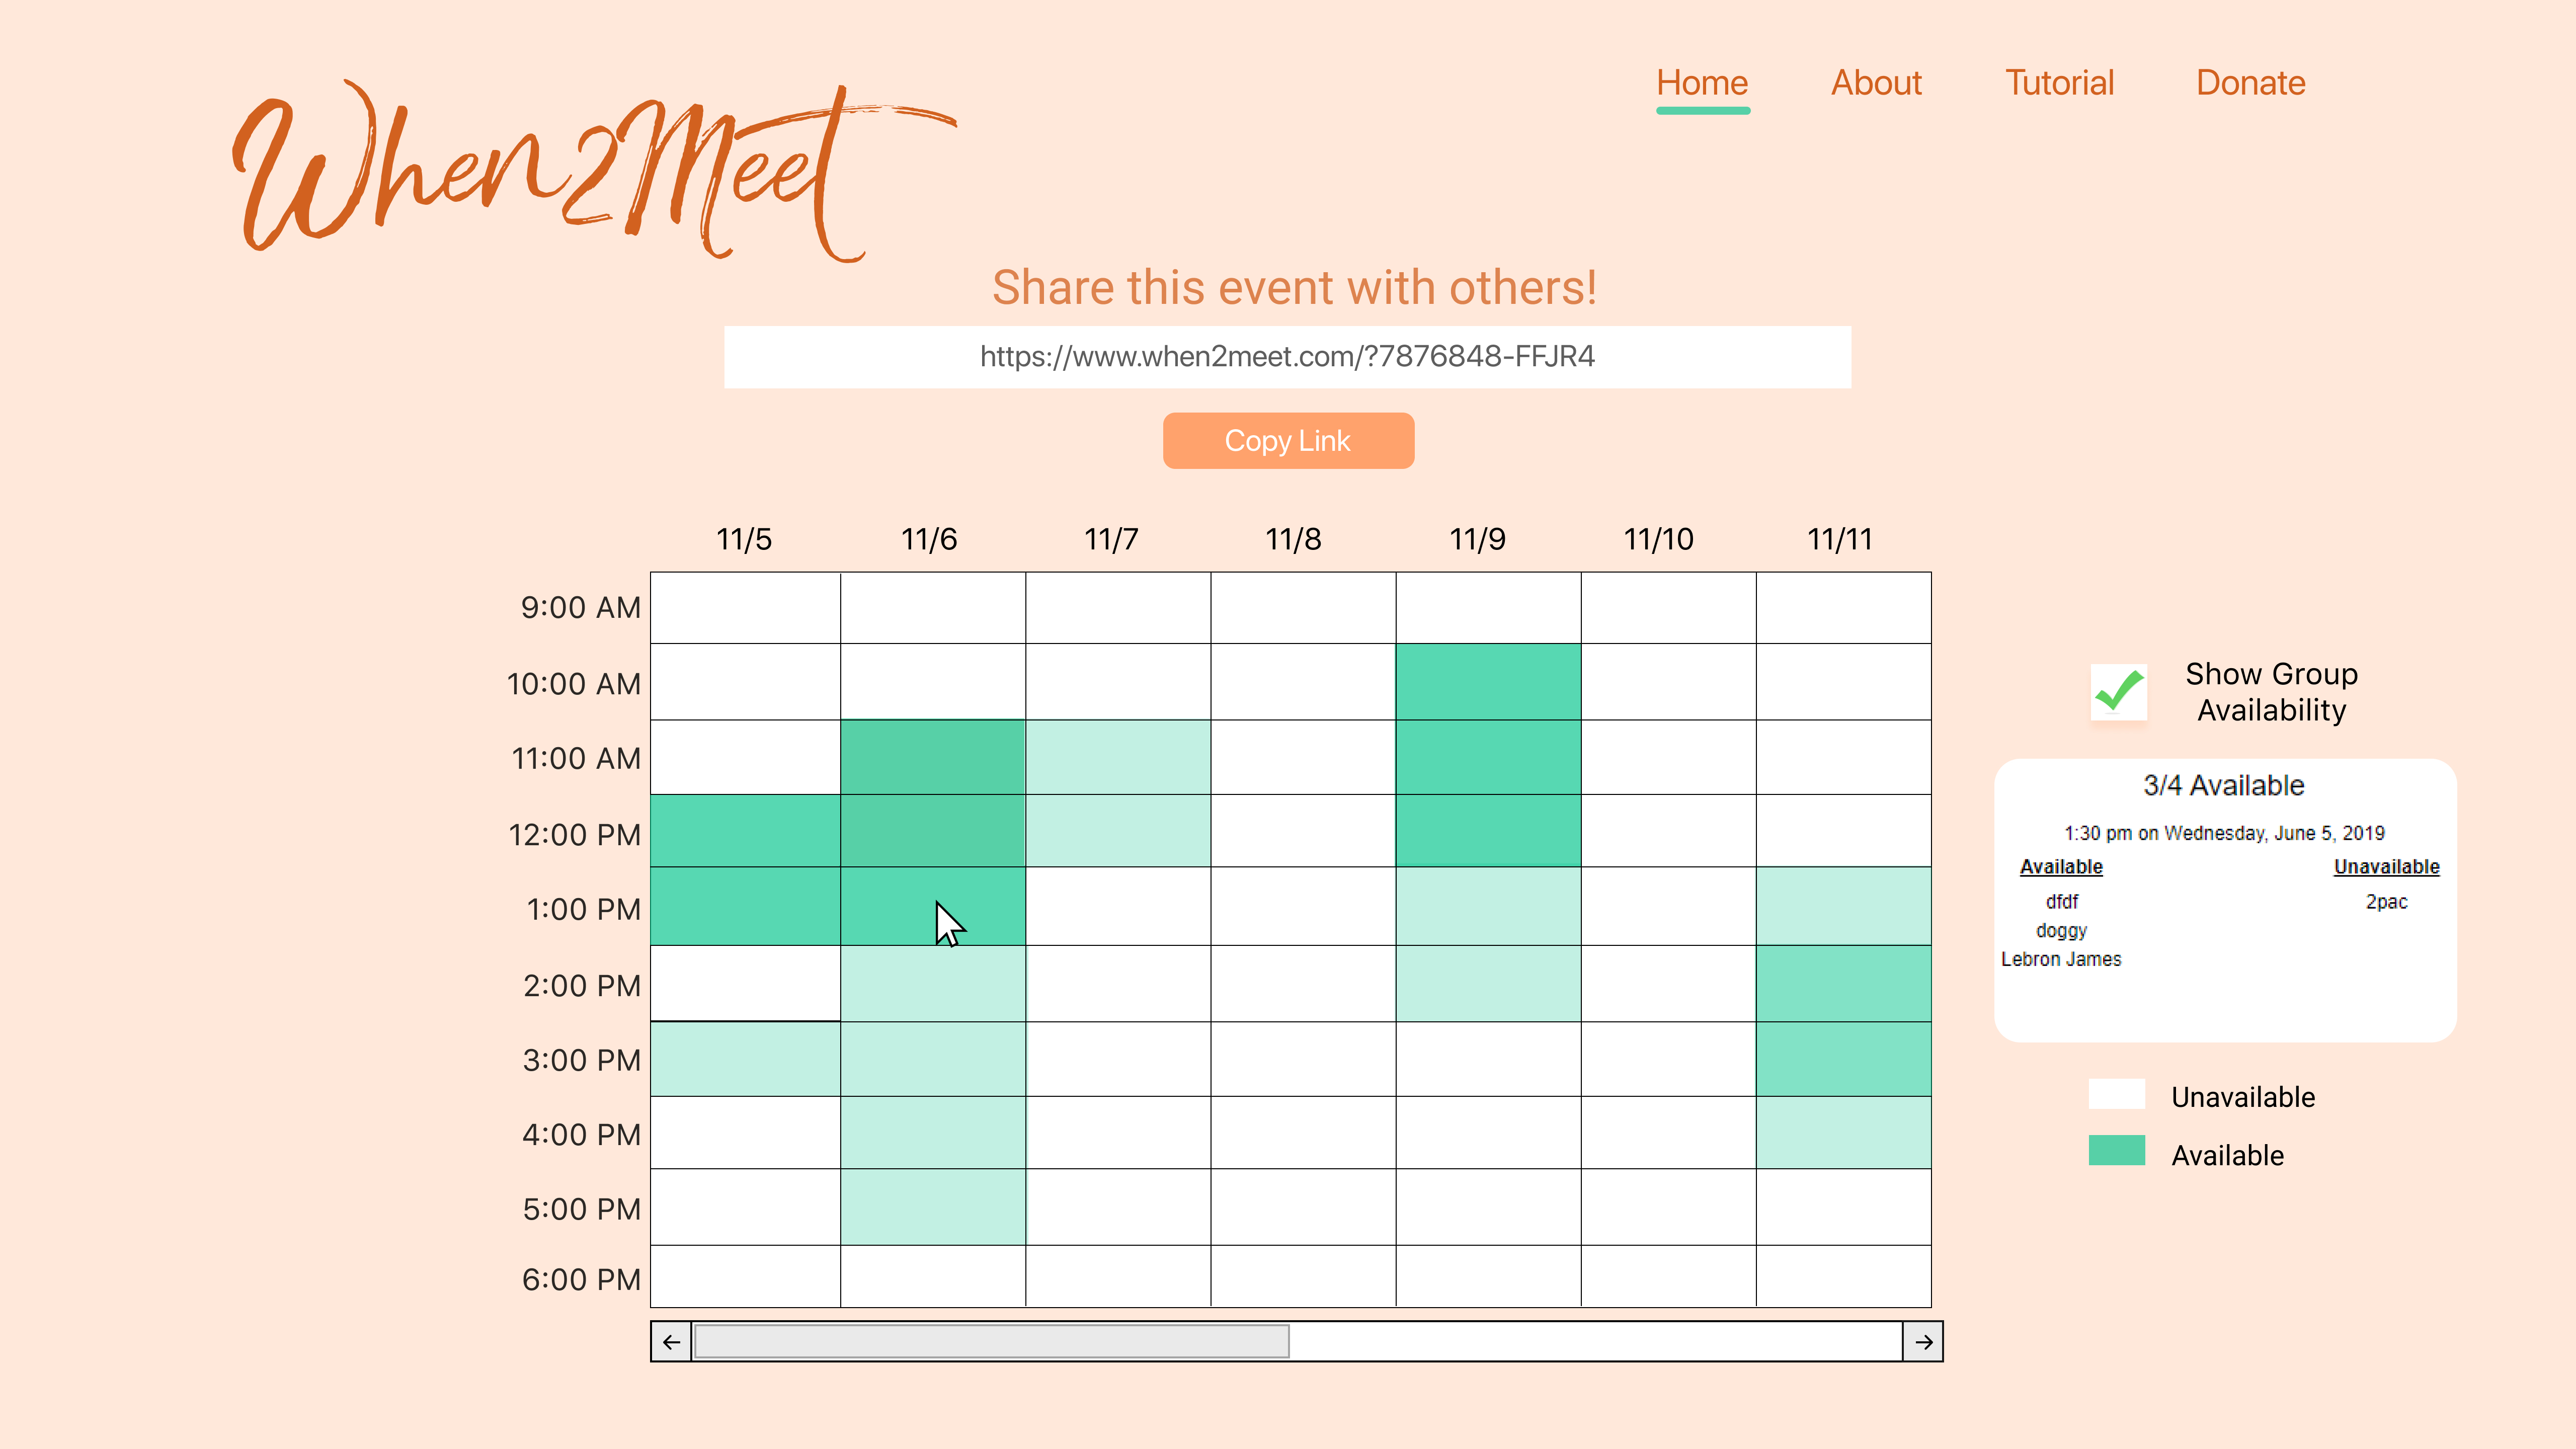 When2Meet
Home About Tutorial Donate
Share this event with others!
https://www.when2meet.com/?7876848-FFJR4
Copy Link
11/5 11/6 11/7 11/8 11/9 11/10 11/11
9:00 AM
10:00 AM
11:00 AM
12:00 PM
1:00 PM
2:00 PM
3:00 PM
4:00 PM
5:00 PM
6:00 PM
Show Group
Availability
3/4 Available
1:30 pm on Wednesday, June 5, 2019
Available Unavailable
dfdf 2pac
doggy
Lebron James
Unavailable
Available